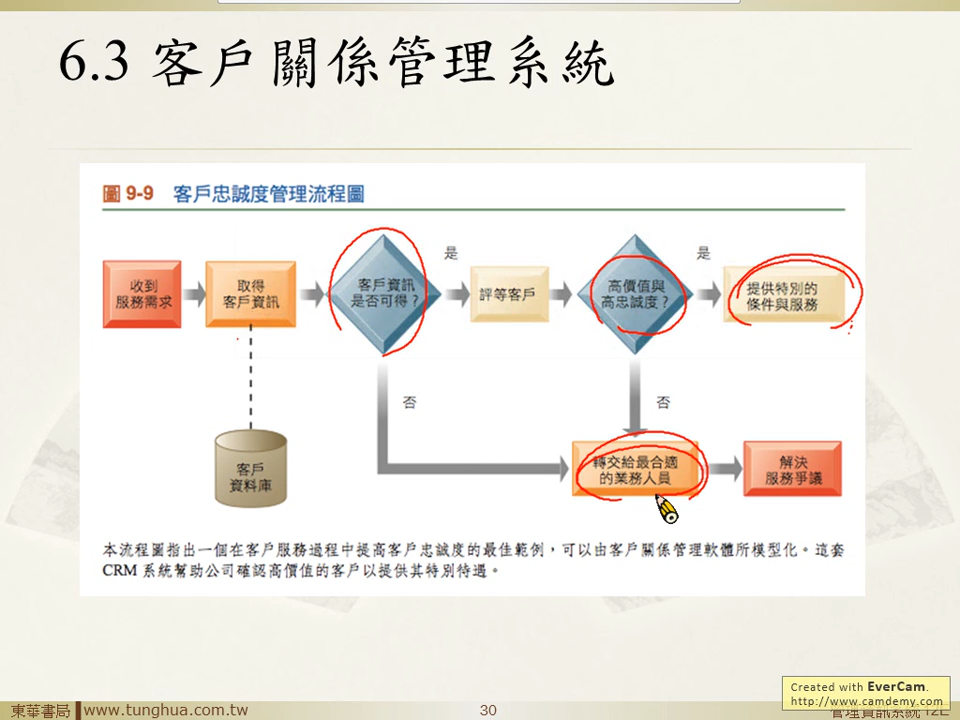 6.3 客戶關係管理系統
圖 9-9 客戶忠誠度管理流程圖
收到
服務需求
取得
客戶資訊
客戶資訊
是否可得？
是
評等客戶
高價值與
高忠誠度？
是
提供特別的
條件與服務
否
否
客戶
資料庫
轉交給最合適
的業務人員
解決
服務爭議
本流程圖指出一個在客戶服務過程中提高客戶忠誠度的最佳範例，可以由客戶關係管理軟體所模型化。這套
CRM 系統幫助公司確認高價值的客戶以提供其特別待遇。
東華書局
www.tunghua.com.tw
30
Created with EverCam.
http://www.camdemy.com
管理資訊系統 12E